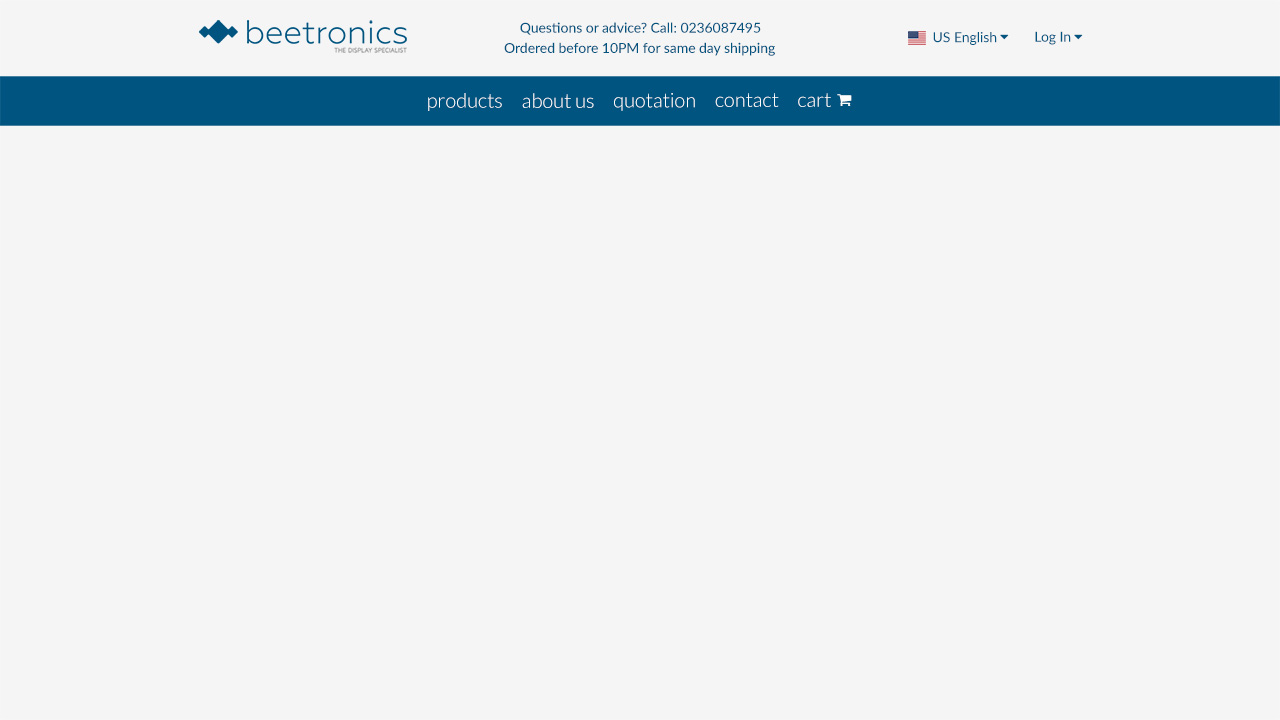 beetronics
THE DISPLAY SPECIALIST
Questions or advice? Call: 0236087495
Ordered before 10PM for same day shipping
US English
Log In
products about us quotation contact cart